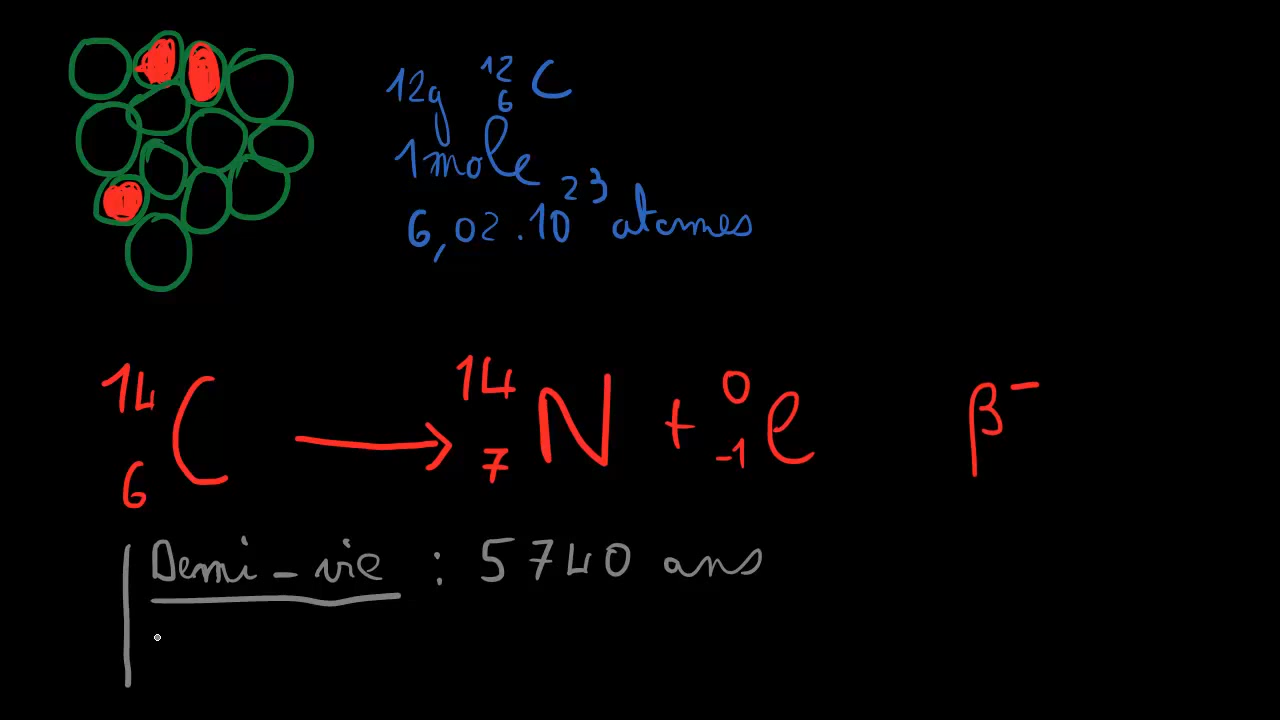 12g ¹²₆C
1mole
6,02.10²³ atomes
¹⁴₆C → ¹⁴₇N + ⁰₋₁e β⁻
Demi-vie : 5740 ans